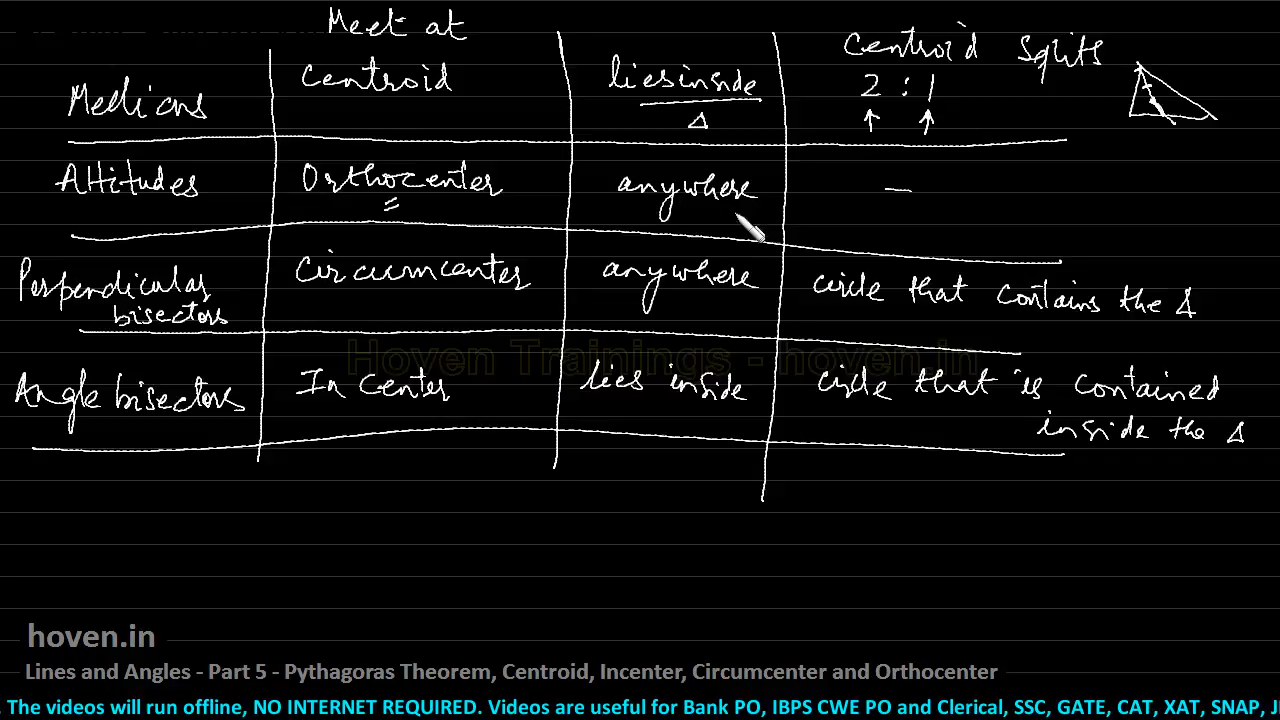 Meet at
Medians Centroid lies inside Δ Centroid splits 2 : 1
Altitudes Orthocenter anywhere —
Perpendicular bisectors Circumcenter anywhere circle that contains the Δ
Angle bisectors In center lies inside circle that is contained inside the Δ
Hoven Trainings - hoven.in
hoven.in
Lines and Angles - Part 5 - Pythagoras Theorem, Centroid, Incenter, Circumcenter and Orthocenter
. The videos will run offline, NO INTERNET REQUIRED. Videos are useful for Bank PO, IBPS CWE PO and Clerical, SSC, GATE, CAT, XAT, SNAP, J